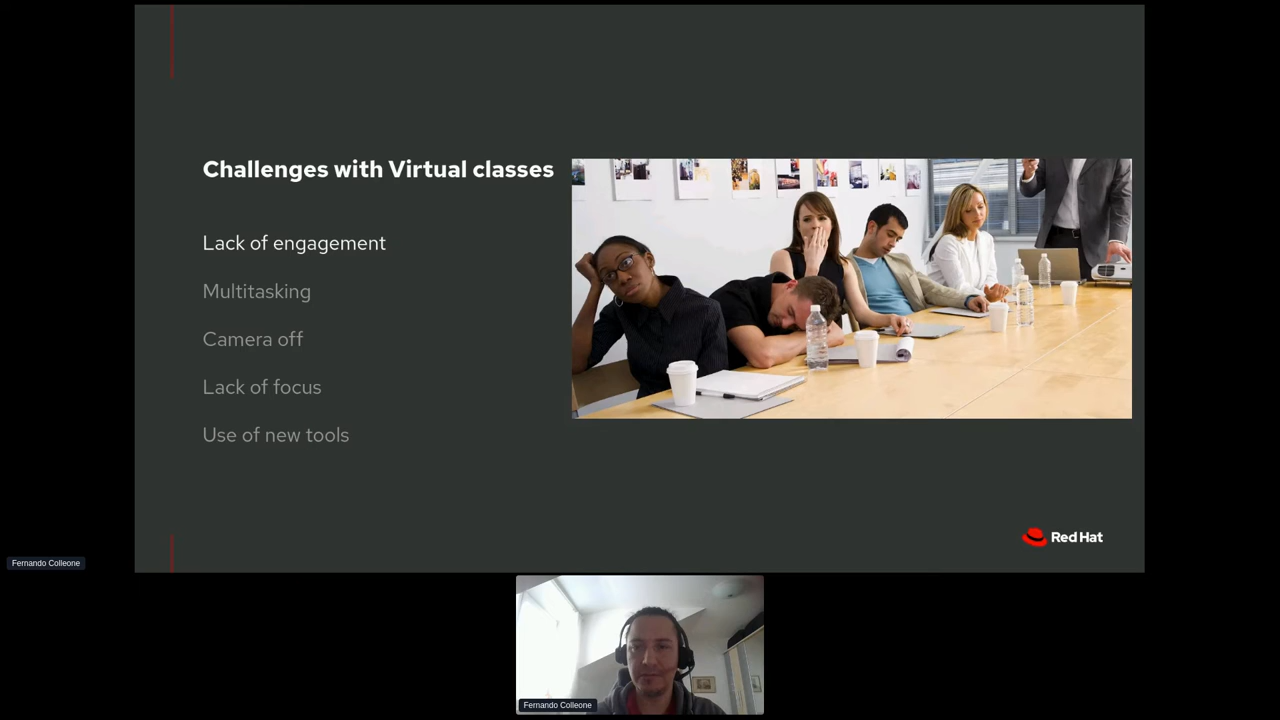 Challenges with Virtual classes
Lack of engagement
Multitasking
Camera off
Lack of focus
Use of new tools
Red Hat
Fernando Colleone
Fernando Colleone